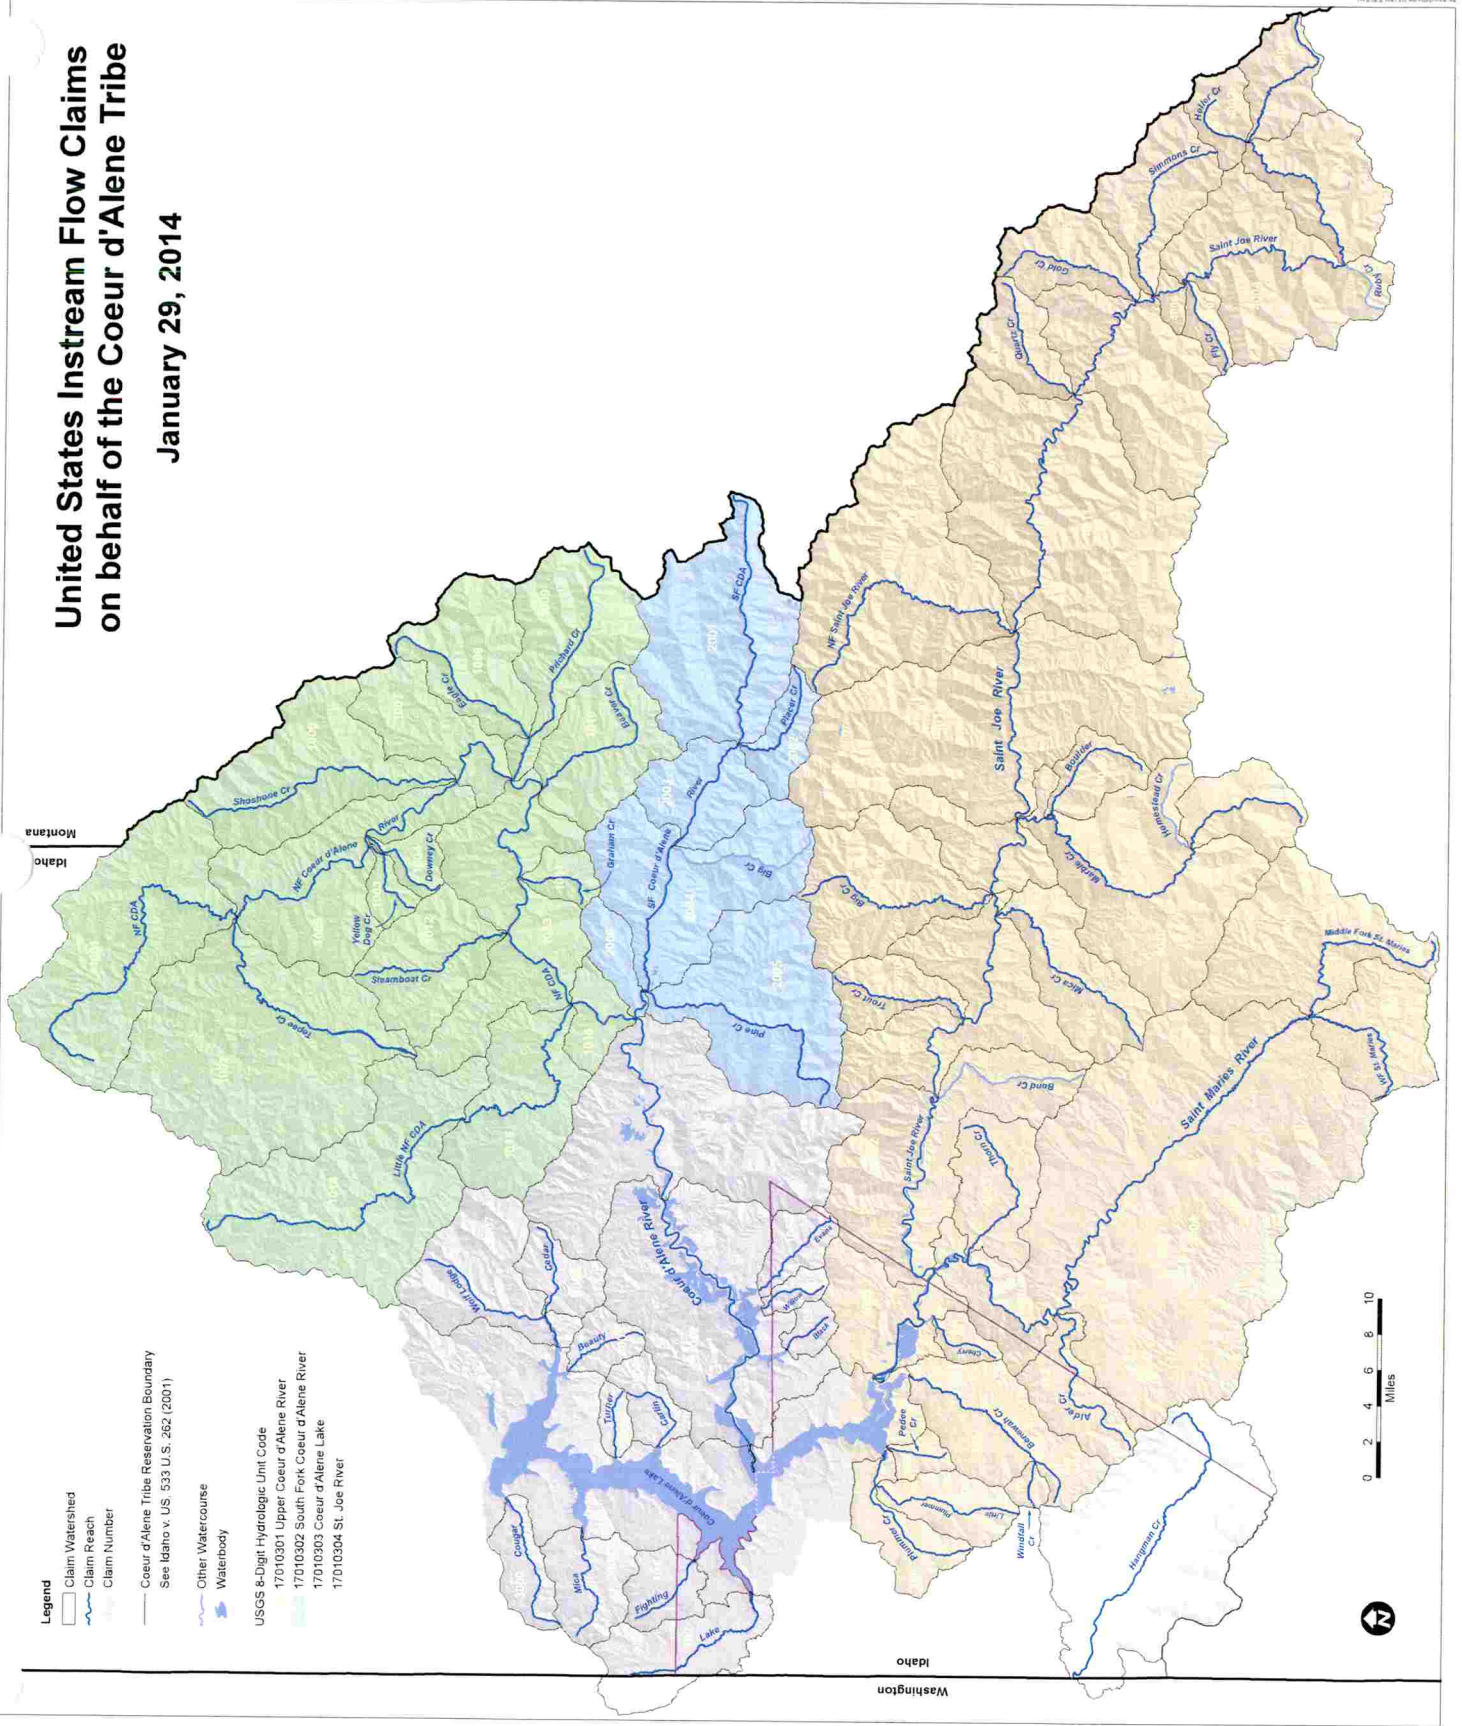 United States Instream Flow Claims
on behalf of the Coeur d'Alene Tribe
January 29, 2014
Legend
Claim Watershed
Claim Reach
Claim Number
Coeur d'Alene Tribe Reservation Boundary
See Idaho v. US, 533 U.S. 262 (2001)
Other Watercourse
Waterbody
USGS 8-Digit Hydrologic Unit Code
17010301 Upper Coeur d'Alene River
17010302 South Fork Coeur d'Alene River
17010303 Coeur d'Alene Lake
17010304 St. Joe River
Idaho
Montana
Washington
Idaho
NF CDA
Shoshone Cr
NF Coeur d'Alene
River
Downey Cr
Yellow
Dog Cr
Steamboat Cr
Tepee Cr
Eagle Cr
Prichard Cr
Beaver Cr
NF CDA
Little NF CDA
Graham Cr
SF CDA
Placer Cr
SF Coeur d'Alene
River
Big Cr
Pine Cr
Wolf Lodge
Cedar
Beauty
Turner
Carlin
Coeur d'Alene River
Coeur d'Alene Lake
Cougar
Mica
Fighting
Lake
Evans
Willow
Black
NF Saint Joe River
Saint Joe River
Big Cr
Trout Cr
Mica Cr
Marble Cr
Boulder
Homestead Cr
Quartz Cr
Gold Cr
Simmons Cr
Heller Cr
Saint Joe River
Ruby Cr
Fly Cr
Saint Joe River
Bond Cr
Thorn Cr
Saint Maries River
Middle Fork St. Maries
WF St. Maries
Cherry
Alder Cr
Benewah Cr
Pedee
Cr
Plummer Cr
Little
Plummer
Windfall
Cr
Hangman Cr
0 2 4 6 8 10
Miles
N